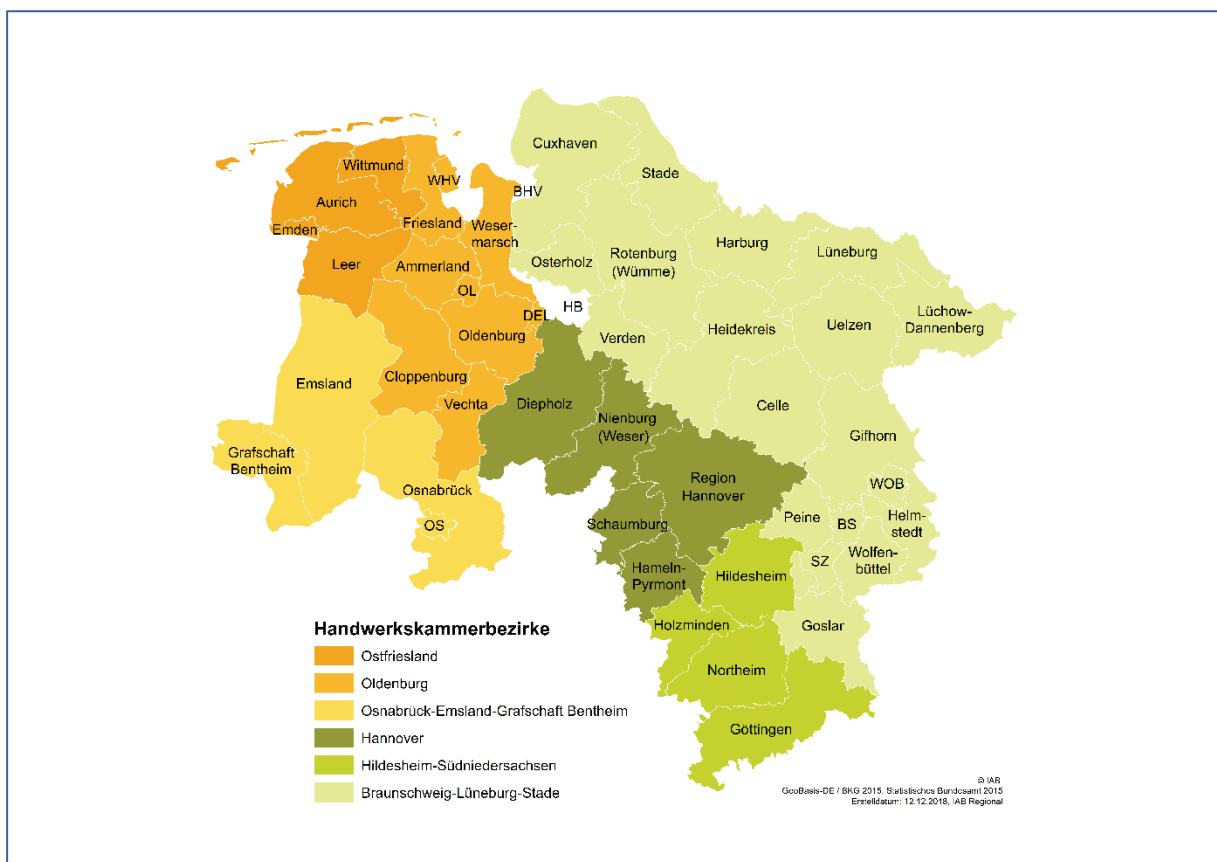 Cuxhaven
Stade
Wittmund
WHV
BHV
Aurich
Emden
Friesland
Weser-
marsch
Harburg
Lüneburg
Rotenburg
(Wümme)
Osterholz
Leer
Ammerland
OL
HB
DEL
Oldenburg
Verden
Heidekreis
Uelzen
Lüchow-
Dannenberg
Emsland
Cloppenburg
Vechta
Diepholz
Nienburg
(Weser)
Celle
Gifhorn
Grafschaft
Bentheim
Osnabrück
OS
Region
Hannover
WOB
Peine
BS
Helm-
stedt
Schaumburg
SZ
Wolfen-
büttel
Hameln-
Pyrmont
Hildesheim
Holzminden
Goslar
Northeim
Göttingen
Handwerkskammerbezirke
Ostfriesland
Oldenburg
Osnabrück-Emsland-Grafschaft Bentheim
Hannover
Hildesheim-Südniedersachsen
Braunschweig-Lüneburg-Stade
© IAB
GeoBasis-DE / BKG 2015, Statistisches Bundesamt 2015
Erstelldatum: 12.12.2018, IAB Regional